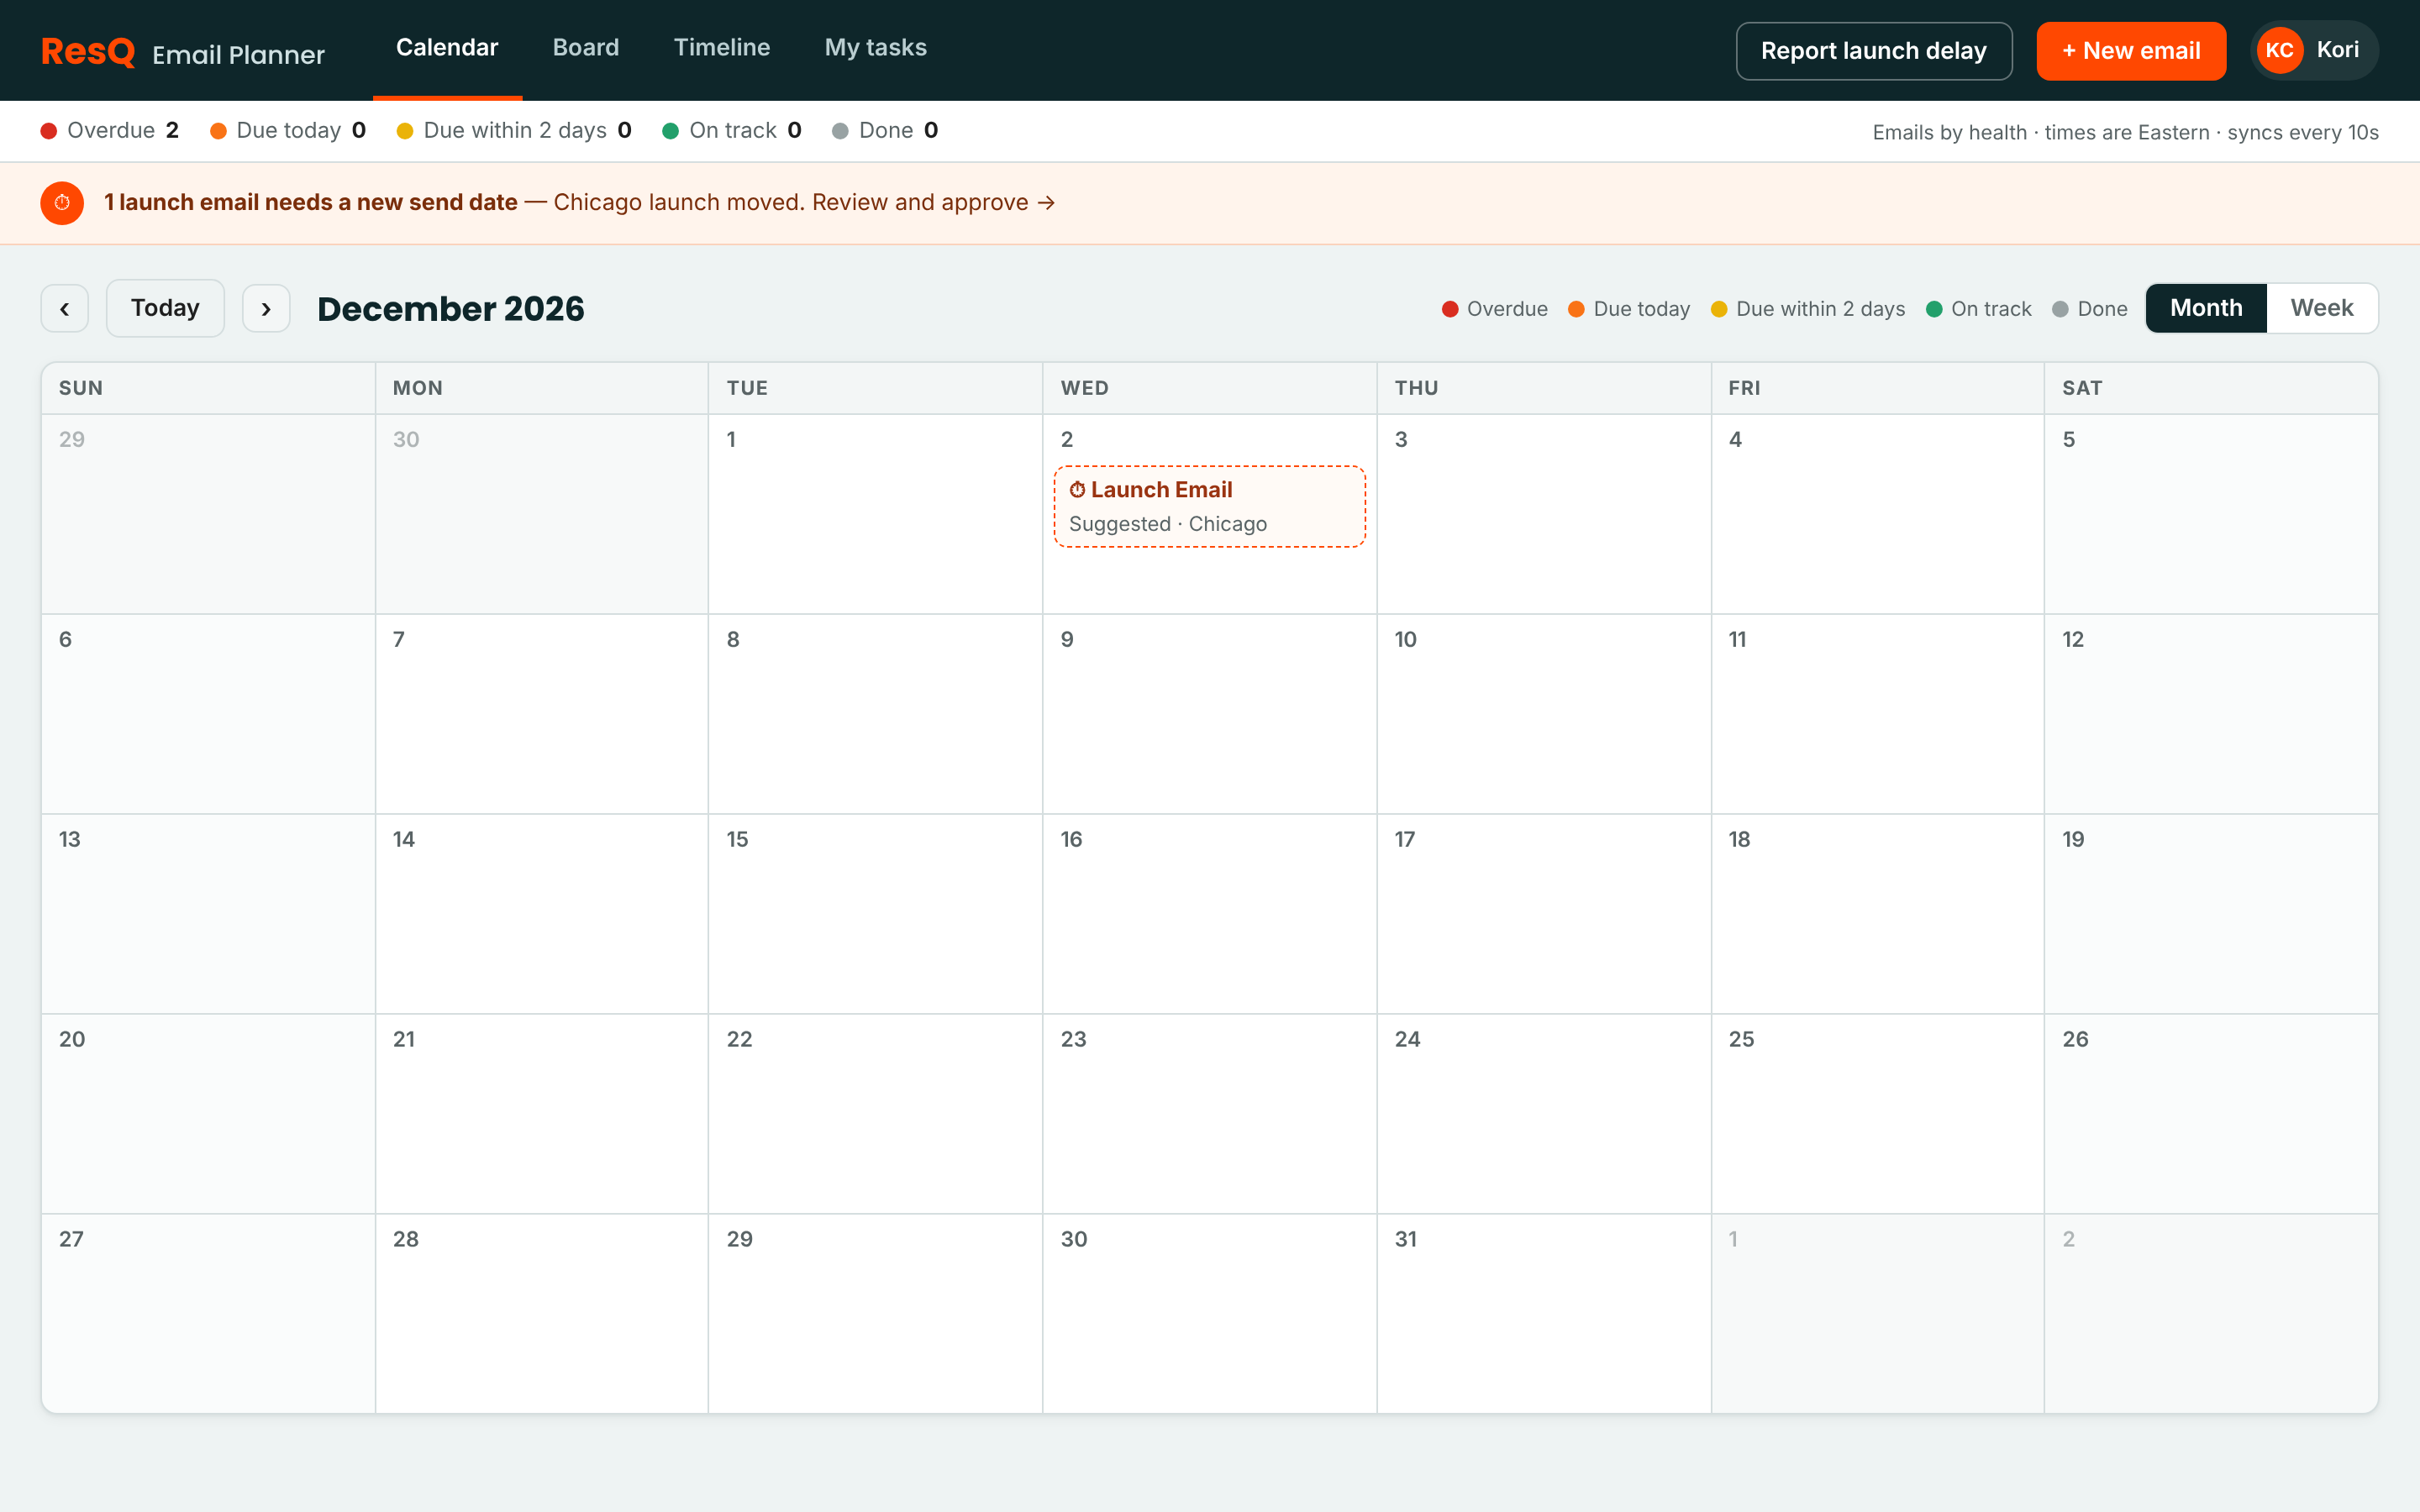 ResQ Email Planner Calendar Board Timeline My tasks Report launch delay + New email KC Kori
Overdue 2 Due today 0 Due within 2 days 0 On track 0 Done 0 Emails by health · times are Eastern · syncs every 10s
1 launch email needs a new send date — Chicago launch moved. Review and approve →
‹ Today › December 2026 Overdue Due today Due within 2 days On track Done Month Week
SUN MON TUE WED THU FRI SAT
29 30 1 2 3 4 5
Launch Email
Suggested · Chicago
6 7 8 9 10 11 12
13 14 15 16 17 18 19
20 21 22 23 24 25 26
27 28 29 30 31 1 2